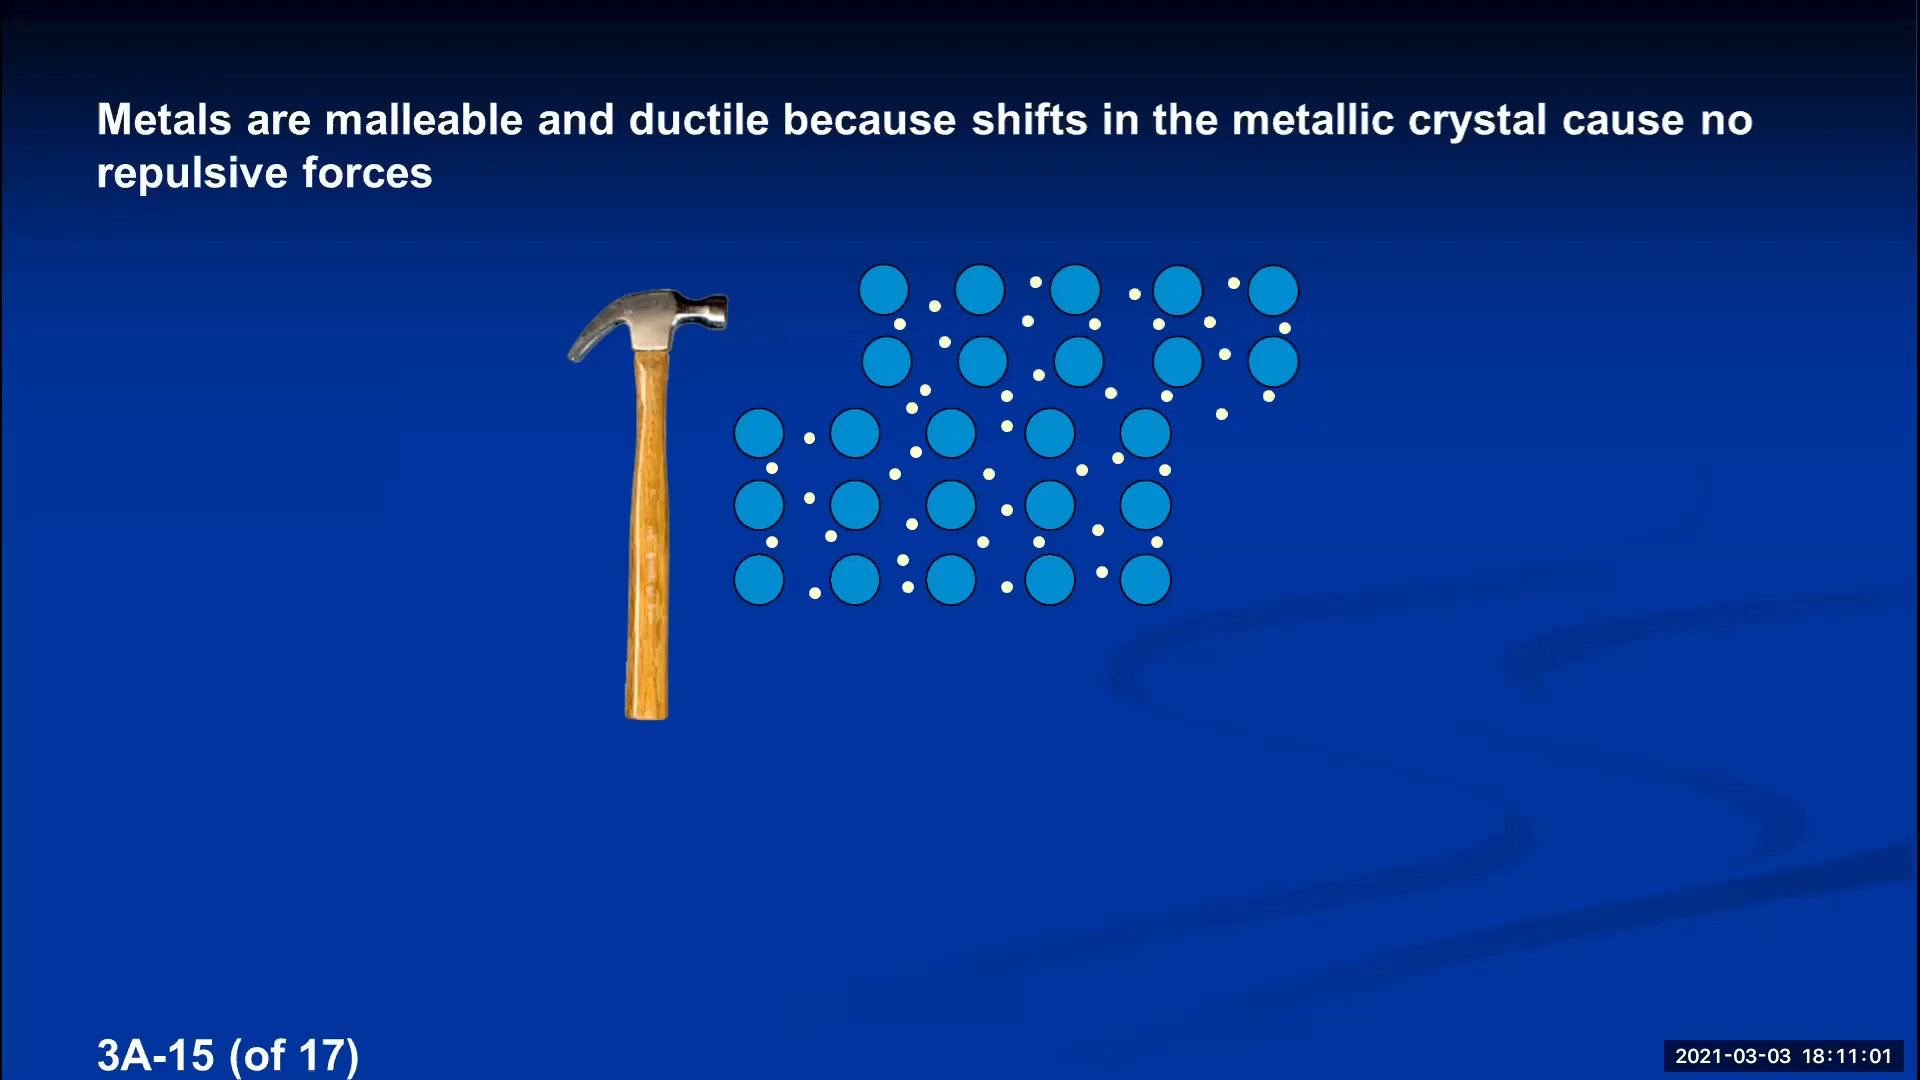 Metals are malleable and ductile because shifts in the metallic crystal cause no
repulsive forces
3A-15 (of 17)
2021-03-03 18:11:01